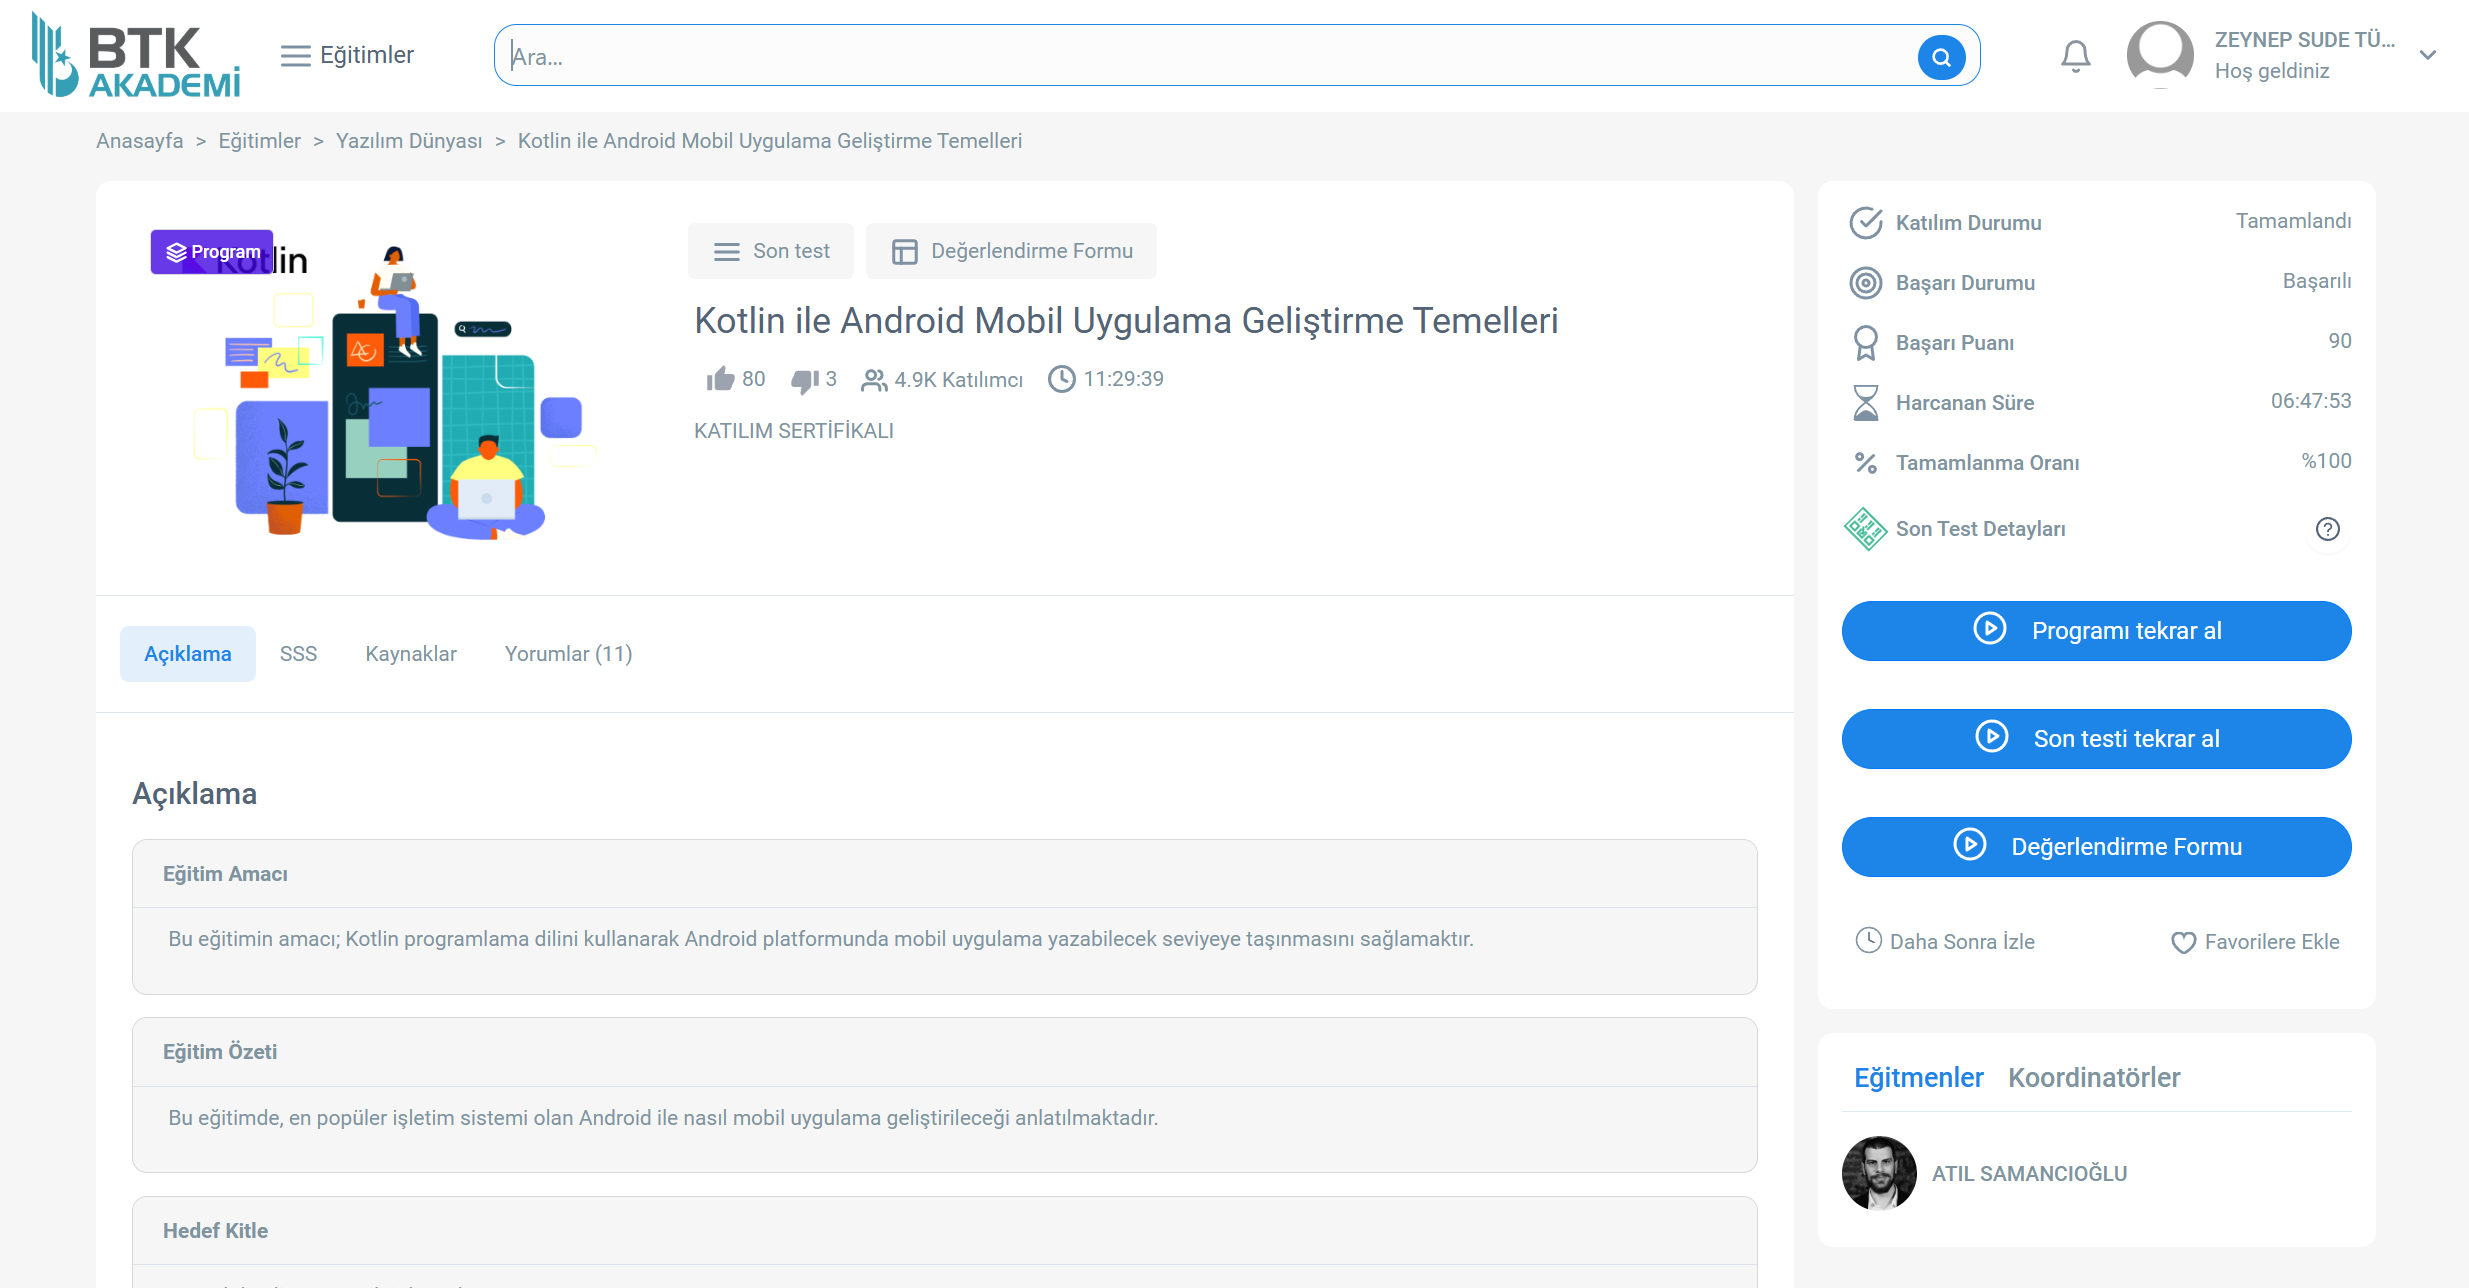 BTK
AKADEMİ
Eğitimler
Ara...
ZEYNEP SUDE TÜ...
Hoş geldiniz
Anasayfa > Eğitimler > Yazılım Dünyası > Kotlin ile Android Mobil Uygulama Geliştirme Temelleri
Program
Kotlin
Son test
Değerlendirme Formu
Kotlin ile Android Mobil Uygulama Geliştirme Temelleri
80 3 4.9K Katılımcı 11:29:39
KATILIM SERTİFİKALI
Açıklama SSS Kaynaklar Yorumlar (11)
Açıklama
Eğitim Amacı
Bu eğitimin amacı; Kotlin programlama dilini kullanarak Android platformunda mobil uygulama yazabilecek seviyeye taşınmasını sağlamaktır.
Eğitim Özeti
Bu eğitimde, en popüler işletim sistemi olan Android ile nasıl mobil uygulama geliştirileceği anlatılmaktadır.
Hedef Kitle
Katılım Durumu Tamamlandı
Başarı Durumu Başarılı
Başarı Puanı 90
Harcanan Süre 06:47:53
Tamamlanma Oranı %100
Son Test Detayları ?
Programı tekrar al
Son testi tekrar al
Değerlendirme Formu
Daha Sonra İzle Favorilere Ekle
Eğitmenler Koordinatörler
ATIL SAMANCIOĞLU